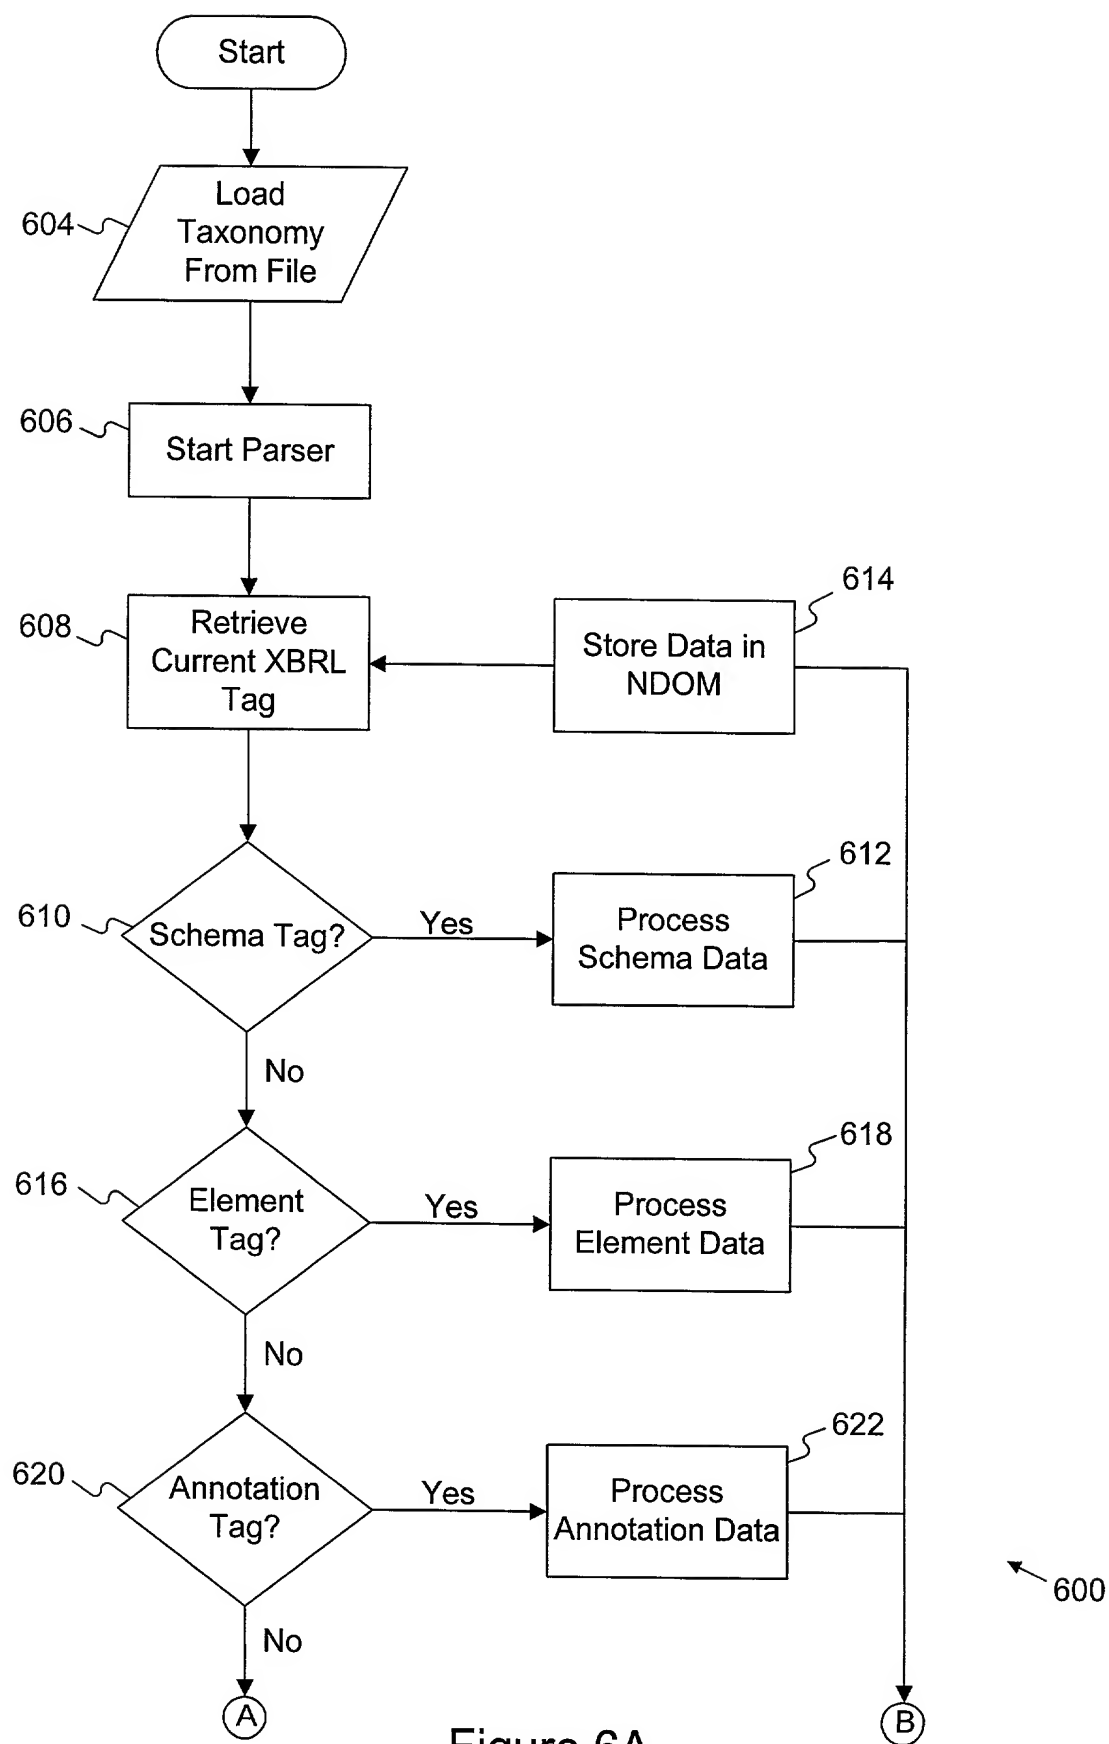 Start
604
Load
Taxonomy
From File
606
Start Parser
608
Retrieve
Current XBRL
Tag
614
Store Data in
NDOM
610
Schema Tag?
Yes
612
Process
Schema Data
No
616
Element
Tag?
Yes
618
Process
Element Data
No
620
Annotation
Tag?
Yes
622
Process
Annotation Data
600
No
A
B
Figure 6A